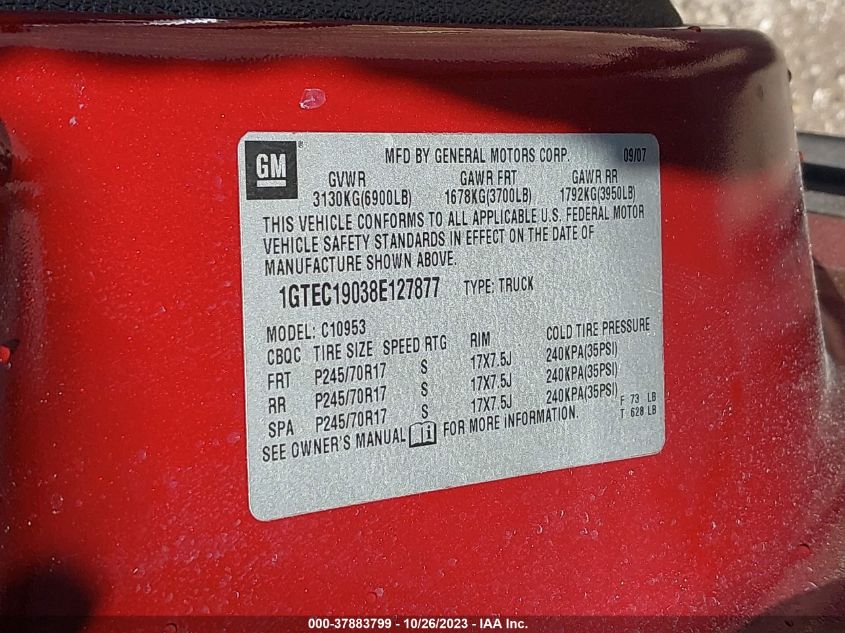 GM®
MFD BY GENERAL MOTORS CORP. 09/07
GVWR GAWR FRT GAWR RR
3130KG(6900LB) 1678KG(3700LB) 1792KG(3950LB)
THIS VEHICLE CONFORMS TO ALL APPLICABLE U.S. FEDERAL MOTOR
VEHICLE SAFETY STANDARDS IN EFFECT ON THE DATE OF
MANUFACTURE SHOWN ABOVE.
1GTEC19038E127877 TYPE: TRUCK
MODEL: C10953
CBQC TIRE SIZE SPEED RTG RIM COLD TIRE PRESSURE
FRT P245/70R17 S 17X7.5J 240KPA(35PSI)
RR P245/70R17 S 17X7.5J 240KPA(35PSI)
SPA P245/70R17 S 17X7.5J 240KPA(35PSI)
F 73 LB
T 628 LB
SEE OWNER'S MANUAL i FOR MORE INFORMATION.
000-37883799 - 10/26/2023 - IAA Inc.